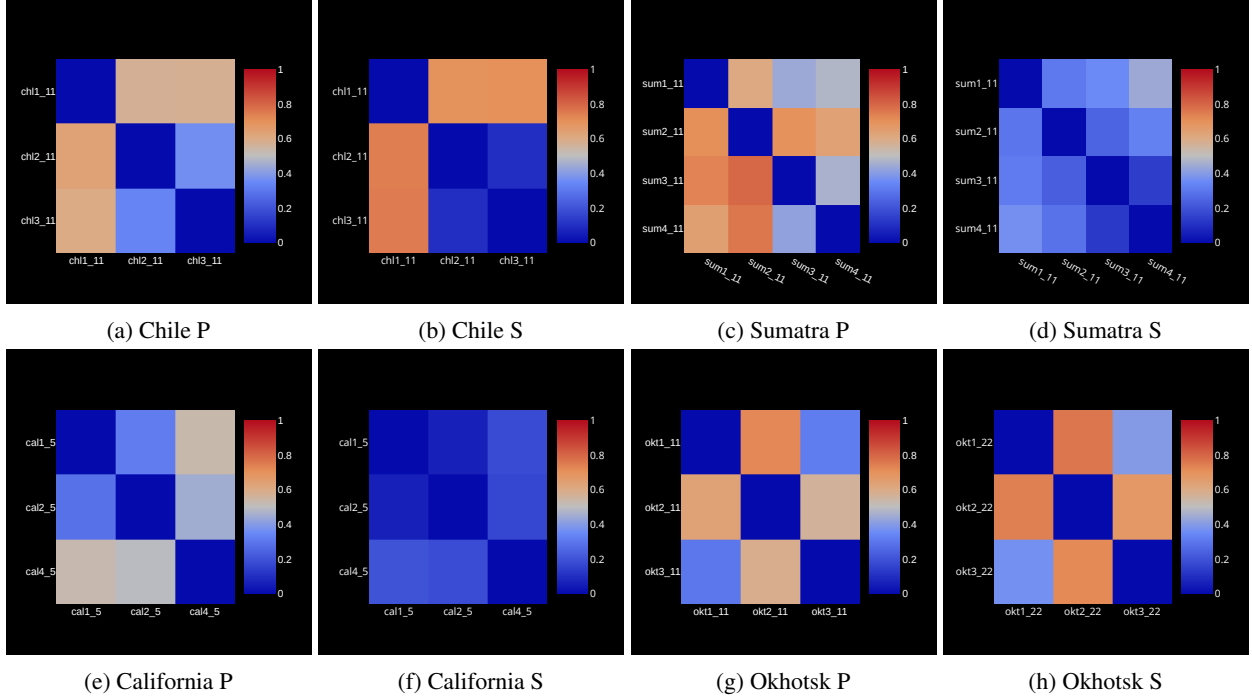 1
0.8
chl1_11
0.6
chl2_11
0.4
0.2
chl3_11
0
chl1_11 chl2_11 chl3_11
(a) Chile P
1
0.8
chl1_11
0.6
chl2_11
0.4
0.2
chl3_11
0
chl1_11 chl2_11 chl3_11
(b) Chile S
1
sum1_11
0.8
sum2_11
0.6
0.4
sum3_11
0.2
sum4_11
0
sum1_11 sum2_11 sum3_11 sum4_11
(c) Sumatra P
1
sum1_11
0.8
sum2_11
0.6
0.4
sum3_11
0.2
sum4_11
0
sum1_11 sum2_11 sum3_11 sum4_11
(d) Sumatra S
1
0.8
cal1_5
0.6
cal2_5
0.4
0.2
cal4_5
0
cal1_5 cal2_5 cal4_5
(e) California P
1
0.8
cal1_5
0.6
cal2_5
0.4
0.2
cal4_5
0
cal1_5 cal2_5 cal4_5
(f) California S
1
0.8
okt1_11
0.6
okt2_11
0.4
0.2
okt3_11
0
okt1_11 okt2_11 okt3_11
(g) Okhotsk P
1
0.8
okt1_22
0.6
okt2_22
0.4
0.2
okt3_22
0
okt1_22 okt2_22 okt3_22
(h) Okhotsk S